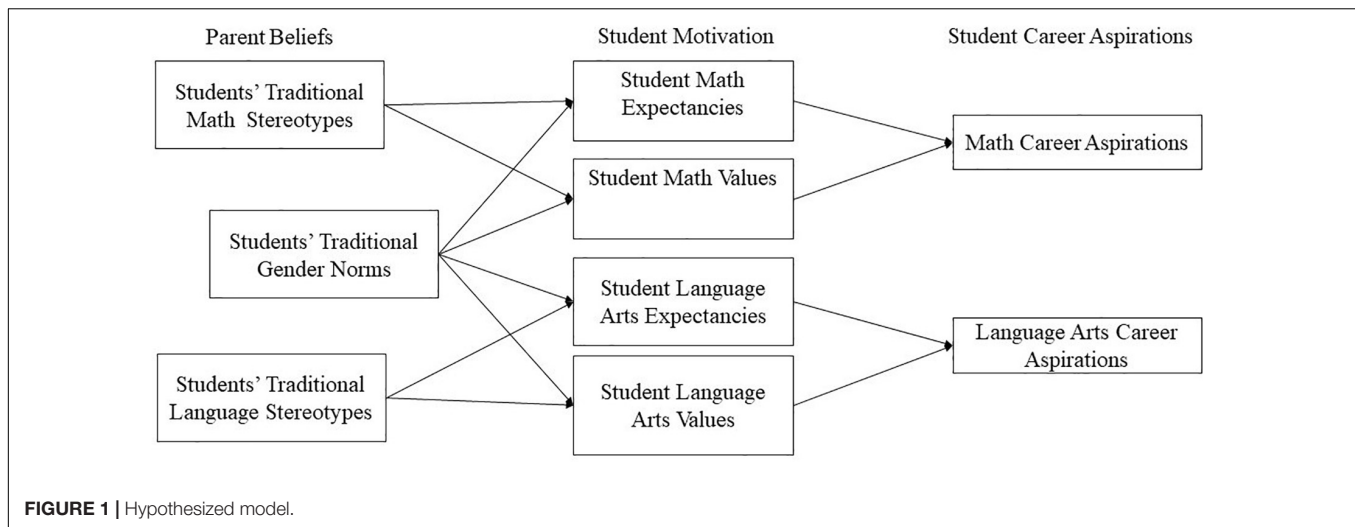 Parent Beliefs
Student Motivation
Student Career Aspirations
Students' Traditional
Math Stereotypes
Students' Traditional
Gender Norms
Students' Traditional
Language Stereotypes
Student Math
Expectancies
Student Math Values
Student Language
Arts Expectancies
Student Language
Arts Values
Math Career Aspirations
Language Arts Career
Aspirations
FIGURE 1 | Hypothesized model.